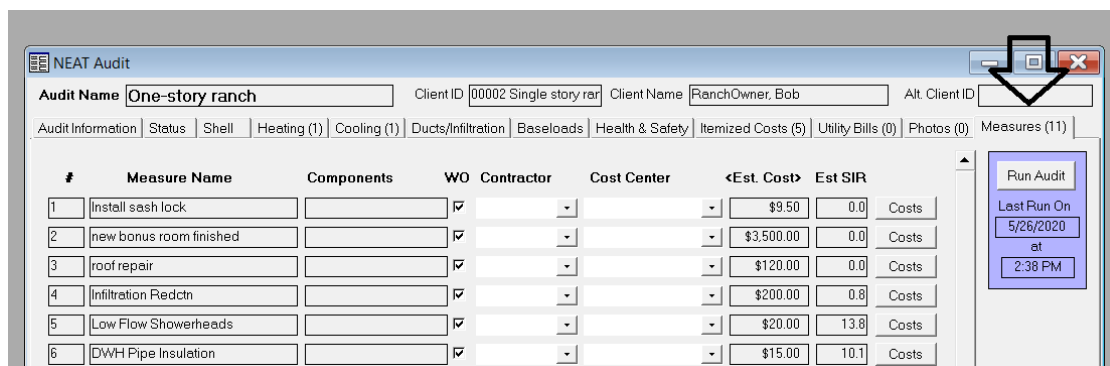 NEAT Audit
Audit Name One-story ranch Client ID 00002 Single story ran Client Name RanchOwner, Bob Alt. Client ID
Audit Information Status Shell Heating (1) Cooling (1) Ducts/Infiltration Baseloads Health & Safety Itemized Costs (5) Utility Bills (0) Photos (0) Measures (11)
# Measure Name Components WO Contractor Cost Center <Est. Cost> Est SIR
Run Audit
1 Install sash lock $9.50 0.0 Costs
Last Run On
5/26/2020
2 new bonus room finished $3,500.00 0.0 Costs
at
3 roof repair $120.00 0.0 Costs
2:38 PM
4 Infiltration Redctn $200.00 0.8 Costs
5 Low Flow Showerheads $20.00 13.8 Costs
6 DWH Pipe Insulation $15.00 10.1 Costs